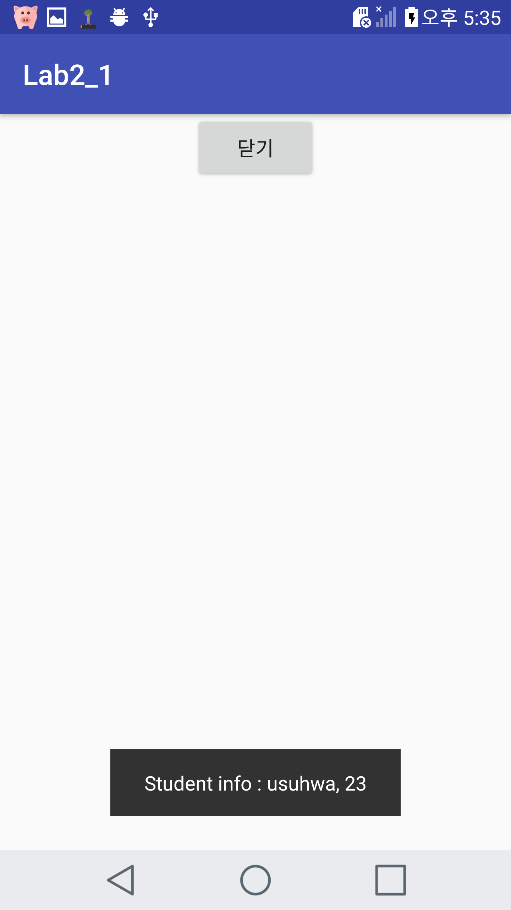 오후 5:35
Lab2_1
닫기
Student info : usuhwa, 23